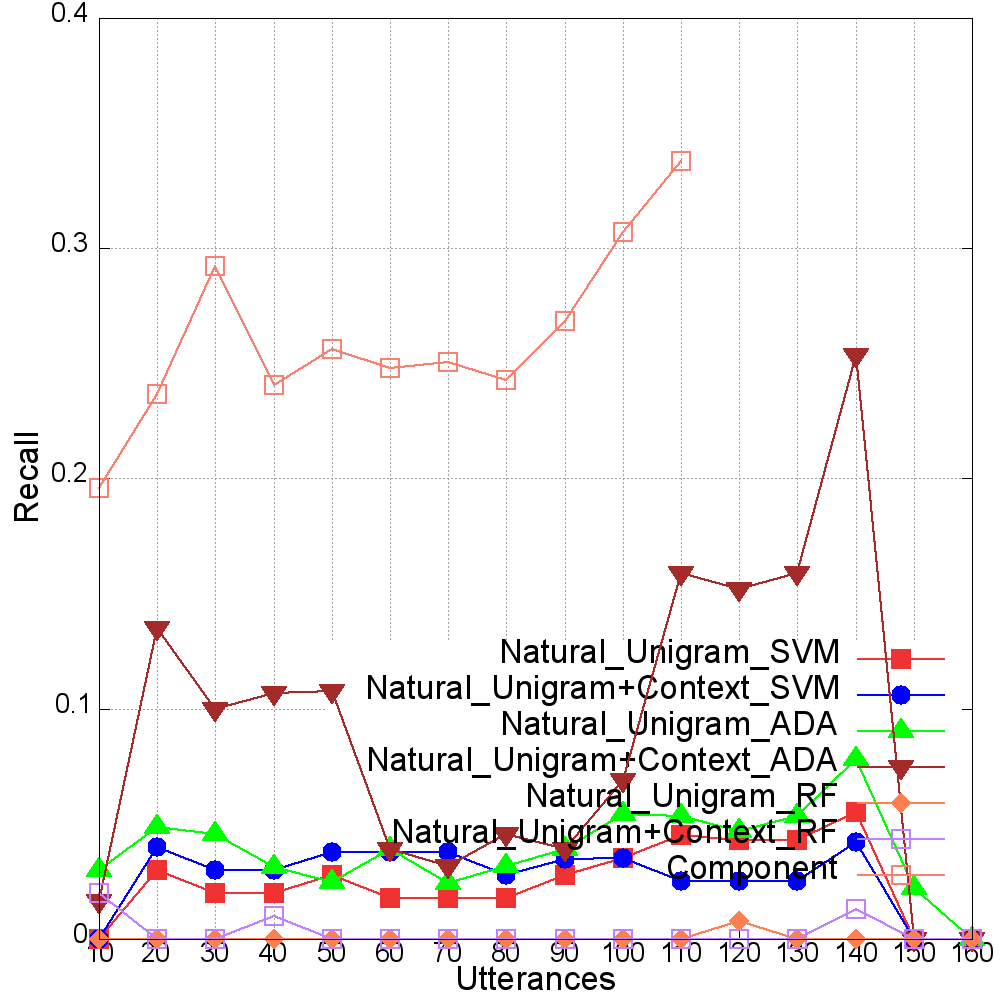 0.4
0.3
0.2
0.1
0
Recall
Natural_Unigram_SVM
Natural_Unigram+Context_SVM
Natural_Unigram_ADA
Natural_Unigram+Context_ADA
Natural_Unigram_RF
Natural_Unigram+Context_RF
Component
10 20 30 40 50 60 70 80 90 100 110 120 130 140 150 160
Utterances